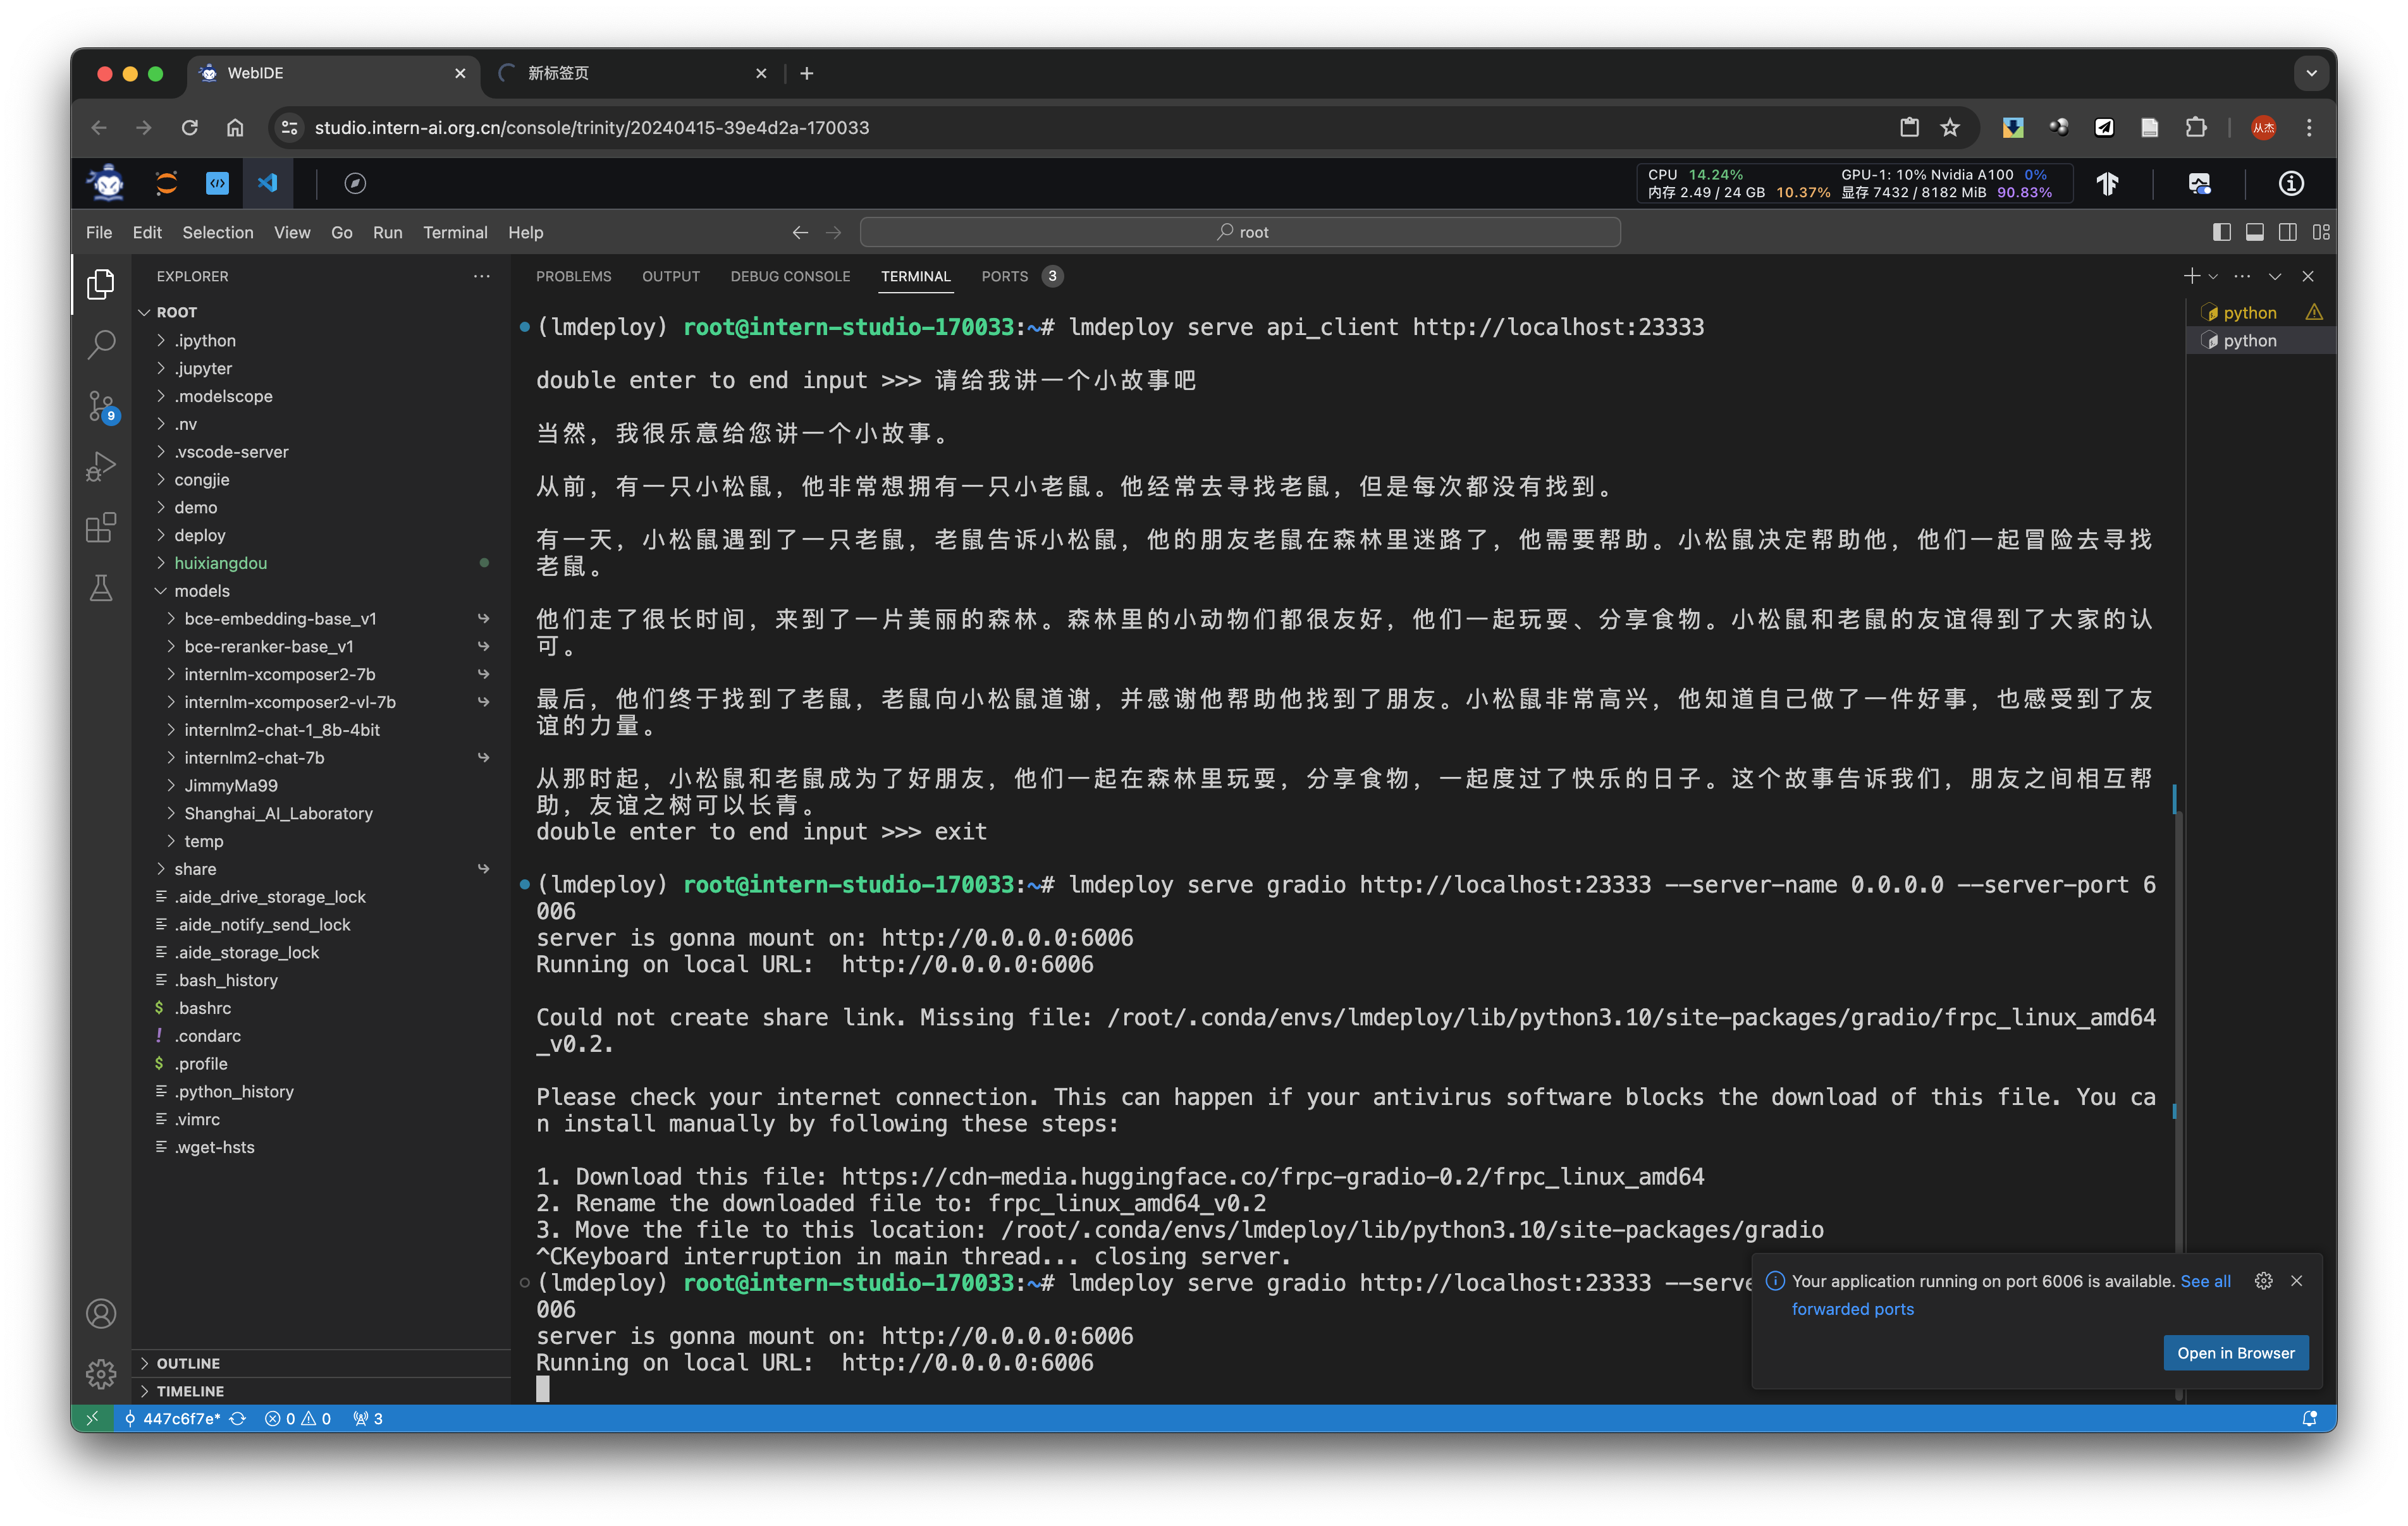 WebIDE
新标签页
studio.intern-ai.org.cn/console/trinity/20240415-39e4d2a-170033
从杰
CPU 14.24% GPU-1: 10% Nvidia A100 0%
内存 2.49 / 24 GB 10.37% 显存 7432 / 8182 MiB 90.83%
File Edit Selection View Go Run Terminal Help
root
EXPLORER
ROOT
.ipython
.jupyter
.modelscope
.nv
.vscode-server
congjie
demo
deploy
huixiangdou
models
bce-embedding-base_v1
bce-reranker-base_v1
internlm-xcomposer2-7b
internlm-xcomposer2-vl-7b
internlm2-chat-1_8b-4bit
internlm2-chat-7b
JimmyMa99
Shanghai_AI_Laboratory
temp
share
.aide_drive_storage_lock
.aide_notify_send_lock
.aide_storage_lock
.bash_history
$ .bashrc
! .condarc
$ .profile
.python_history
.vimrc
.wget-hsts
OUTLINE
TIMELINE
9
PROBLEMS OUTPUT DEBUG CONSOLE TERMINAL PORTS 3
(lmdeploy) root@intern-studio-170033:~# lmdeploy serve api_client http://localhost:23333
double enter to end input >>> 请给我讲一个小故事吧
当然，我很乐意给您讲一个小故事。
从前，有一只小松鼠，他非常想拥有一只小老鼠。他经常去寻找老鼠，但是每次都没有找到。
有一天，小松鼠遇到了一只老鼠，老鼠告诉小松鼠，他的朋友老鼠在森林里迷路了，他需要帮助。小松鼠决定帮助他，他们一起冒险去寻找
老鼠。
他们走了很长时间，来到了一片美丽的森林。森林里的小动物们都很友好，他们一起玩耍、分享食物。小松鼠和老鼠的友谊得到了大家的认
可。
最后，他们终于找到了老鼠，老鼠向小松鼠道谢，并感谢他帮助他找到了朋友。小松鼠非常高兴，他知道自己做了一件好事，也感受到了友
谊的力量。
从那时起，小松鼠和老鼠成为了好朋友，他们一起在森林里玩耍，分享食物，一起度过了快乐的日子。这个故事告诉我们，朋友之间相互帮
助，友谊之树可以长青。
double enter to end input >>> exit
(lmdeploy) root@intern-studio-170033:~# lmdeploy serve gradio http://localhost:23333 --server-name 0.0.0.0 --server-port 6
006
server is gonna mount on: http://0.0.0.0:6006
Running on local URL:  http://0.0.0.0:6006
Could not create share link. Missing file: /root/.conda/envs/lmdeploy/lib/python3.10/site-packages/gradio/frpc_linux_amd64
_v0.2.
Please check your internet connection. This can happen if your antivirus software blocks the download of this file. You ca
n install manually by following these steps:
1. Download this file: https://cdn-media.huggingface.co/frpc-gradio-0.2/frpc_linux_amd64
2. Rename the downloaded file to: frpc_linux_amd64_v0.2
3. Move the file to this location: /root/.conda/envs/lmdeploy/lib/python3.10/site-packages/gradio
^CKeyboard interruption in main thread... closing server.
(lmdeploy) root@intern-studio-170033:~# lmdeploy serve gradio http://localhost:23333 --serve
006
server is gonna mount on: http://0.0.0.0:6006
Running on local URL:  http://0.0.0.0:6006
python
python
Your application running on port 6006 is available. See all
forwarded ports
Open in Browser
447c6f7e* 0 0 3